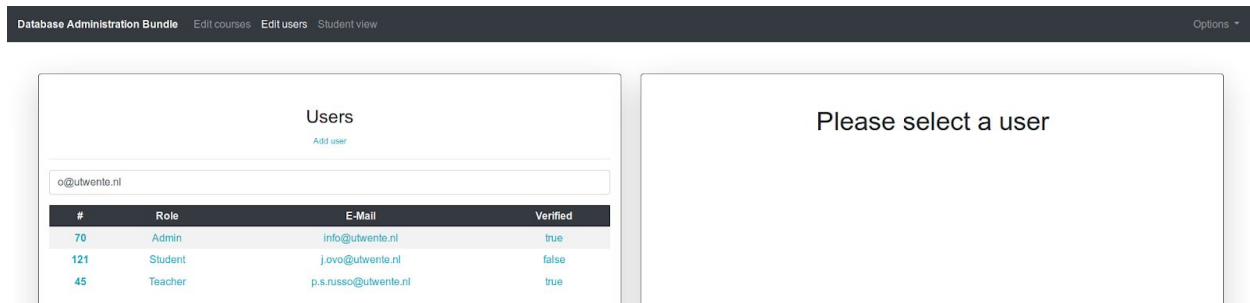 Database Administration Bundle Edit courses Edit users Student view Options
Users
Add user
o@utwente.nl
# Role E-Mail Verified
70 Admin info@utwente.nl true
121 Student j.ovo@utwente.nl false
45 Teacher p.s.russo@utwente.nl true
Please select a user